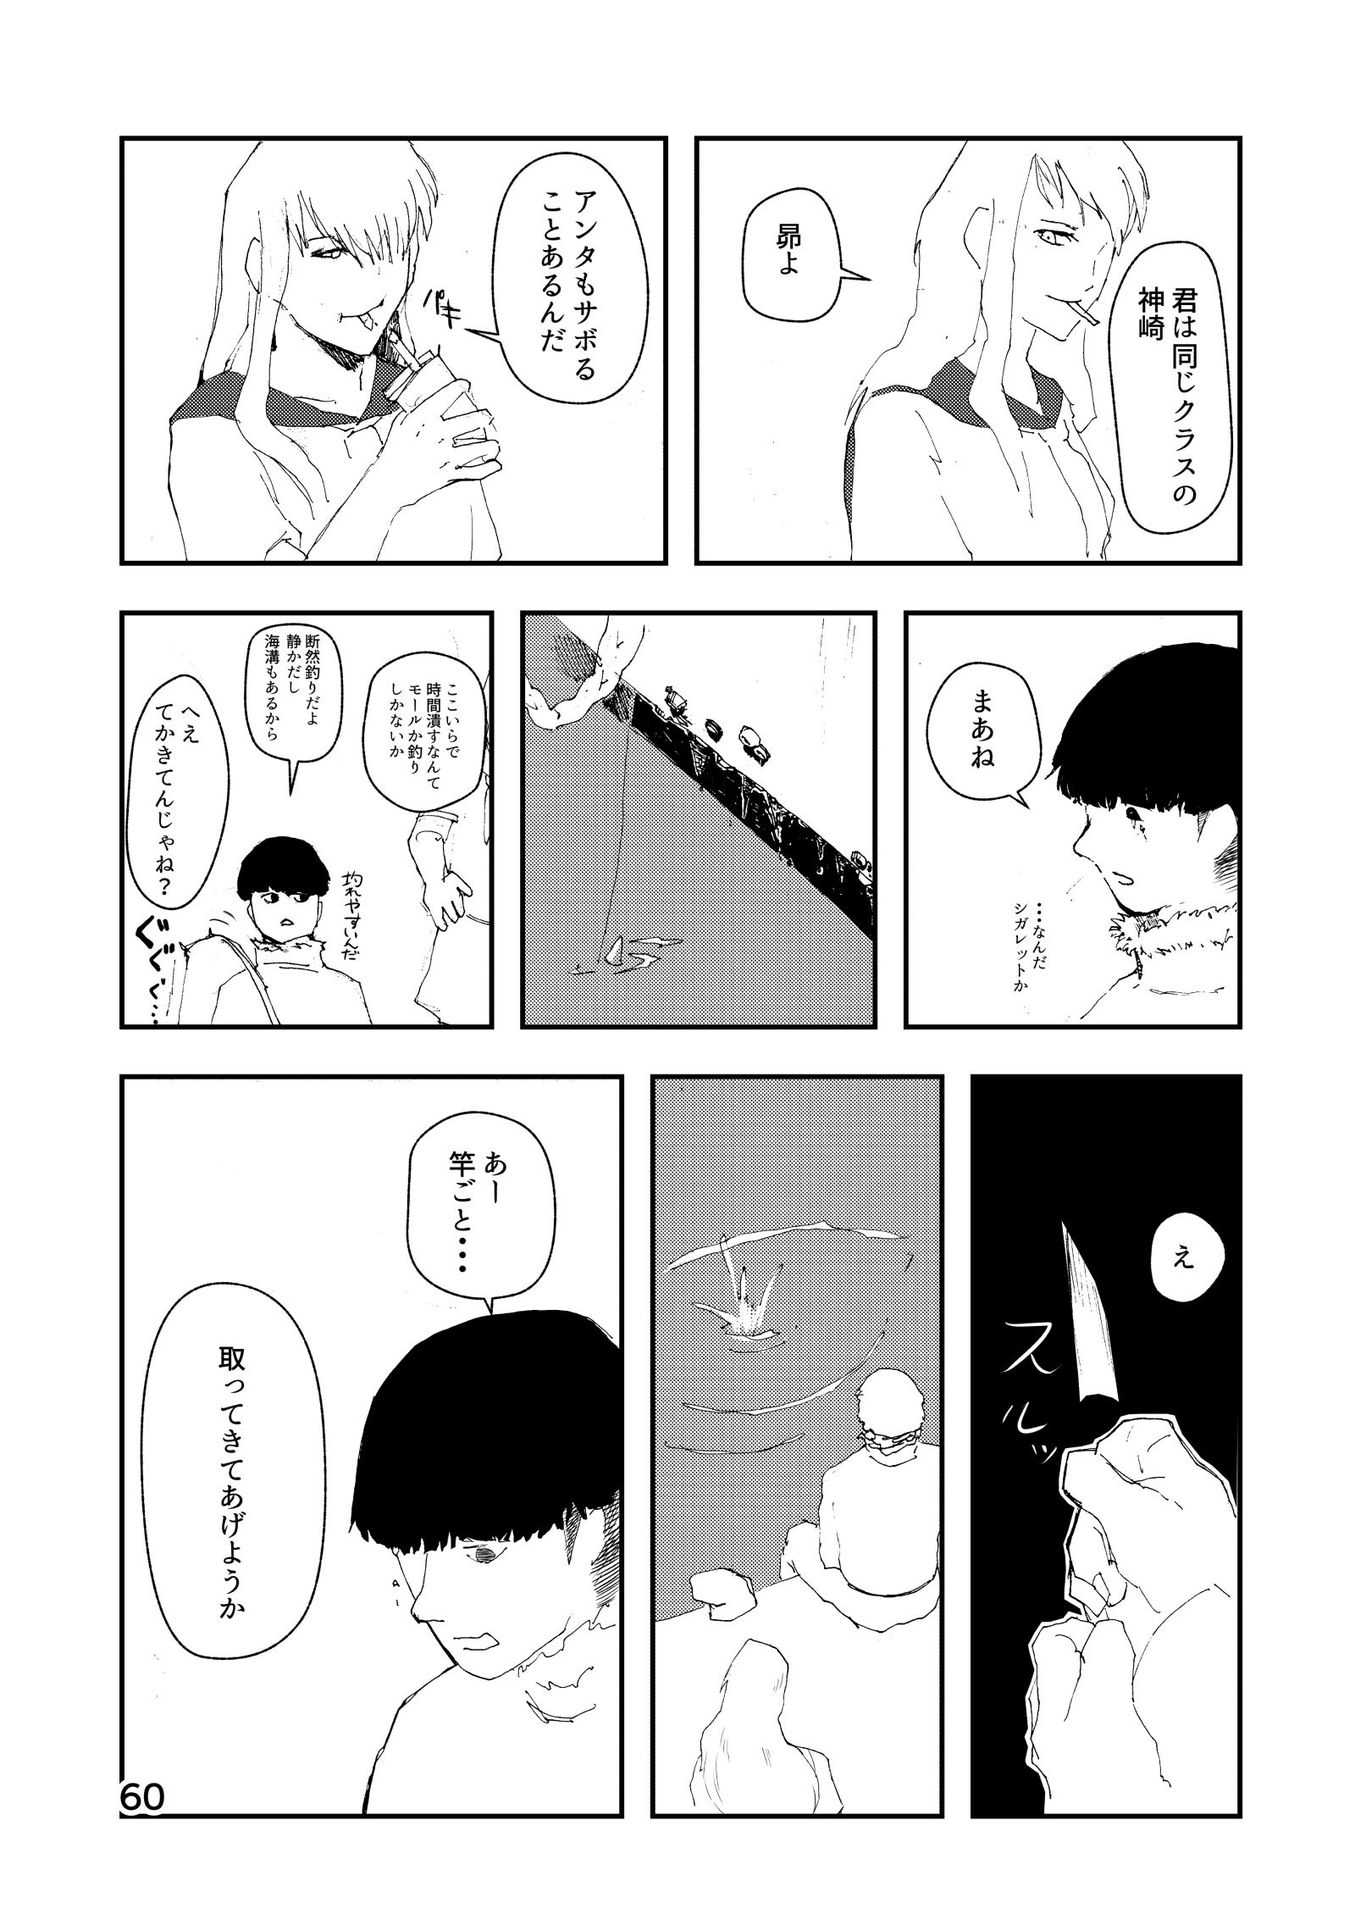 君は同じクラスの
神崎
昴よ
アンタもサボる
ことあるんだ
パキ
まあね
…なんだ
シガレットか
ここいらで
時間潰すなんて
モールか釣り
しかないか
断然釣りだよ
静かだし
海溝もあるから
釣れやすいんだ
へえ
てかきてんじゃね？
ぐぐぐ…
え
スルッ
あー
竿ごと・・・
取ってきてあげようか
60